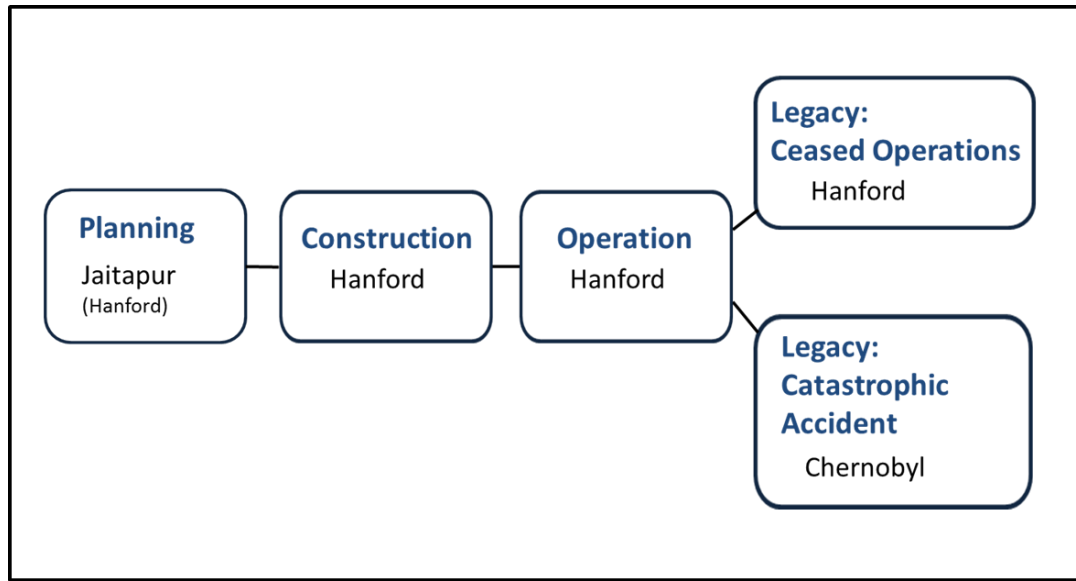 Planning
Jaitapur
(Hanford)
Construction
Hanford
Operation
Hanford
Legacy:
Ceased Operations
Hanford
Legacy:
Catastrophic
Accident
Chernobyl